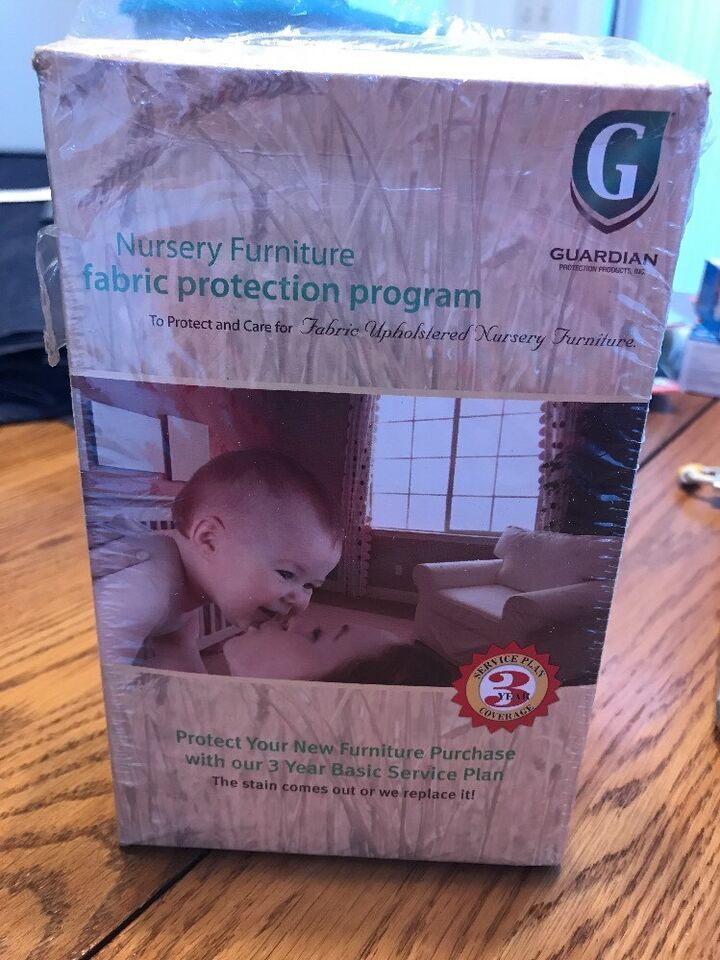 G
GUARDIAN
PROTECTION PRODUCTS, INC.
Nursery Furniture
fabric protection program
To Protect and Care for Fabric Upholstered Nursery Furniture.
SERVICE PLAN
3
YEAR
COVERAGE
Protect Your New Furniture Purchase
with our 3 Year Basic Service Plan
The stain comes out or we replace it!